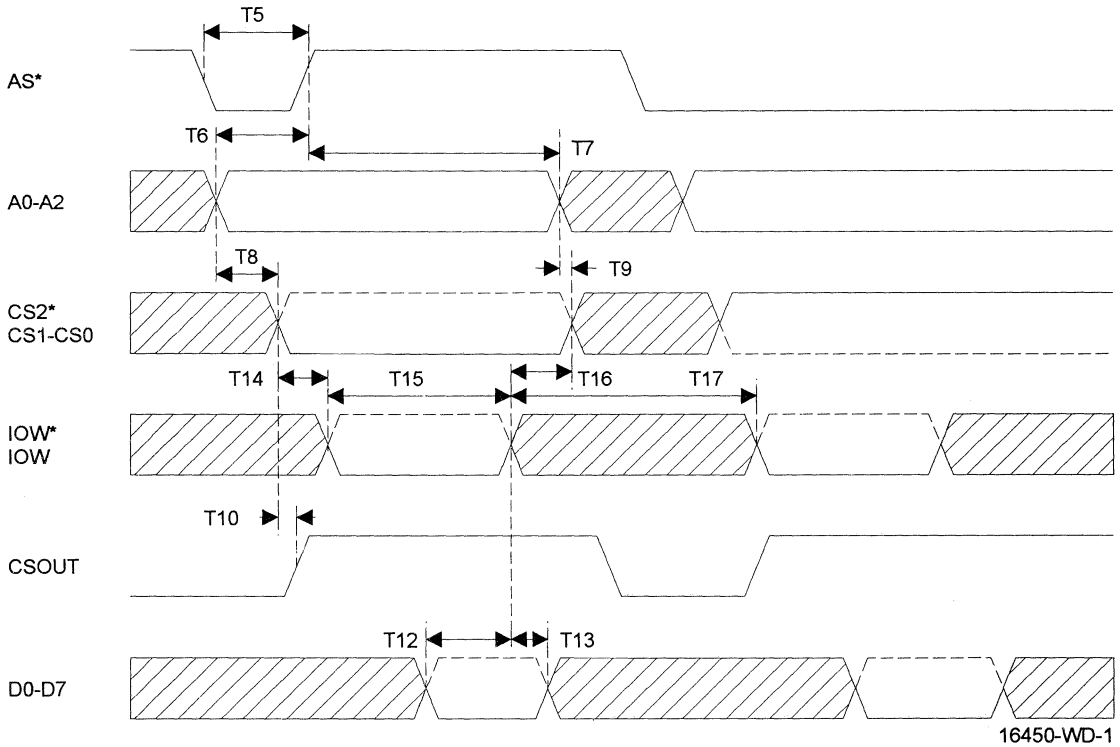 T5
AS*
T6
T7
A0-A2
T8
T9
CS2*
CS1-CS0
T14
T15
T16
T17
IOW*
IOW
T10
CSOUT
T12
T13
D0-D7
16450-WD-1